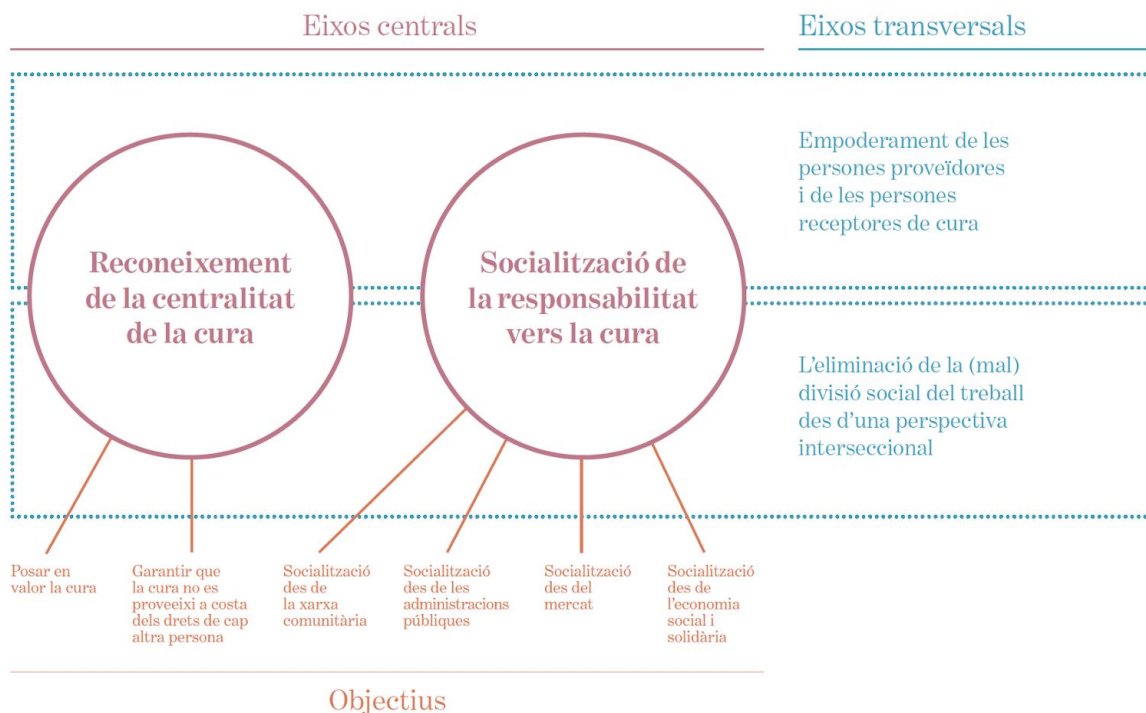 Eixos centrals
Eixos transversals
Reconeixement
de la centralitat
de la cura
Socialització de
la responsabilitat
vers la cura
Empoderament de les
persones proveïdores
i de les persones
receptores de cura
L'eliminació de la (mal)
divisió social del treball
des d'una perspectiva
interseccional
Posar en
valor la cura
Garantir que
la cura no es
proveeixi a costa
dels drets de cap
altra persona
Socialització
des de
la xarxa
comunitària
Socialització
des de les
administracions
públiques
Socialització
des del
mercat
Socialització
des de
l'economia
social i
solidària
Objectius